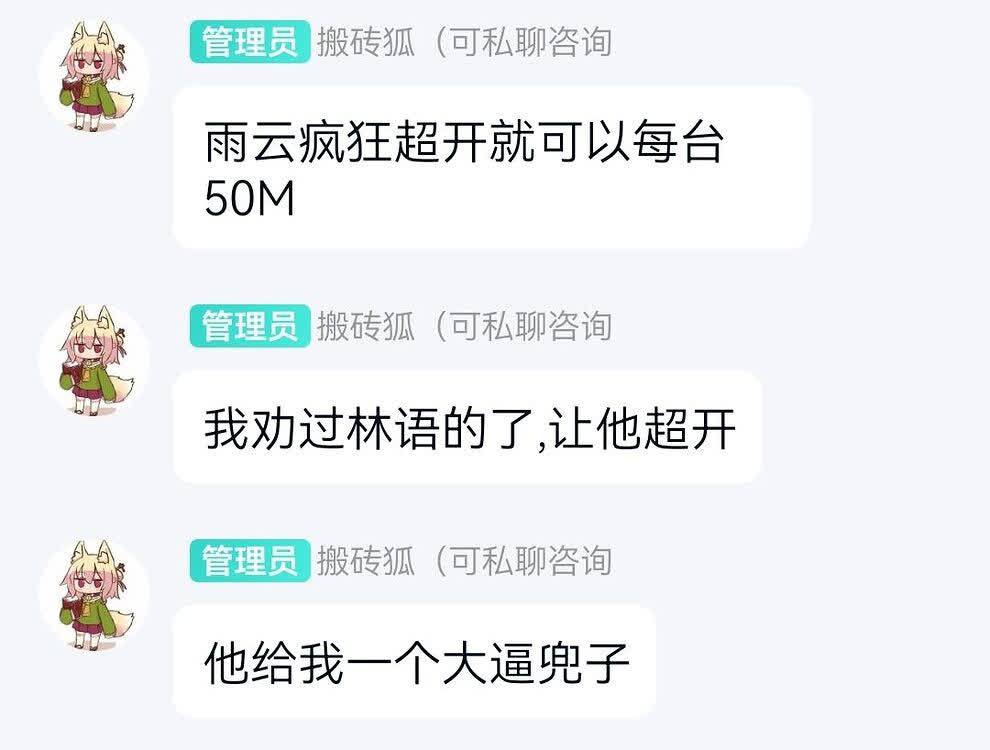 管理员 搬砖狐（可私聊咨询
雨云疯狂超开就可以每台
50M
管理员 搬砖狐（可私聊咨询
我劝过林语的了,让他超开
管理员 搬砖狐（可私聊咨询
他给我一个大逼兜子